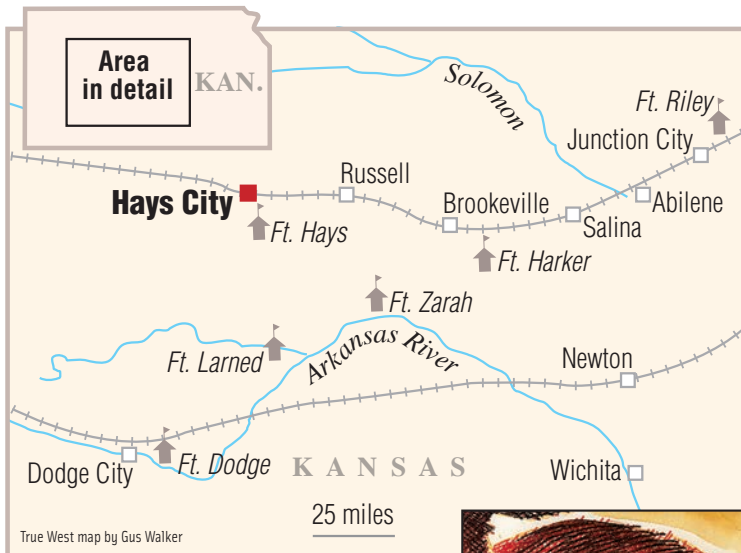 Area
in detail
KAN.
Solomon
Ft. Riley
Junction City
Russell
Hays City
Brookeville
Abilene
Salina
Ft. Hays
Ft. Harker
Ft. Zarah
Ft. Larned
Arkansas River
Newton
Dodge City
Ft. Dodge
KANSAS
Wichita
25 miles
True West map by Gus Walker